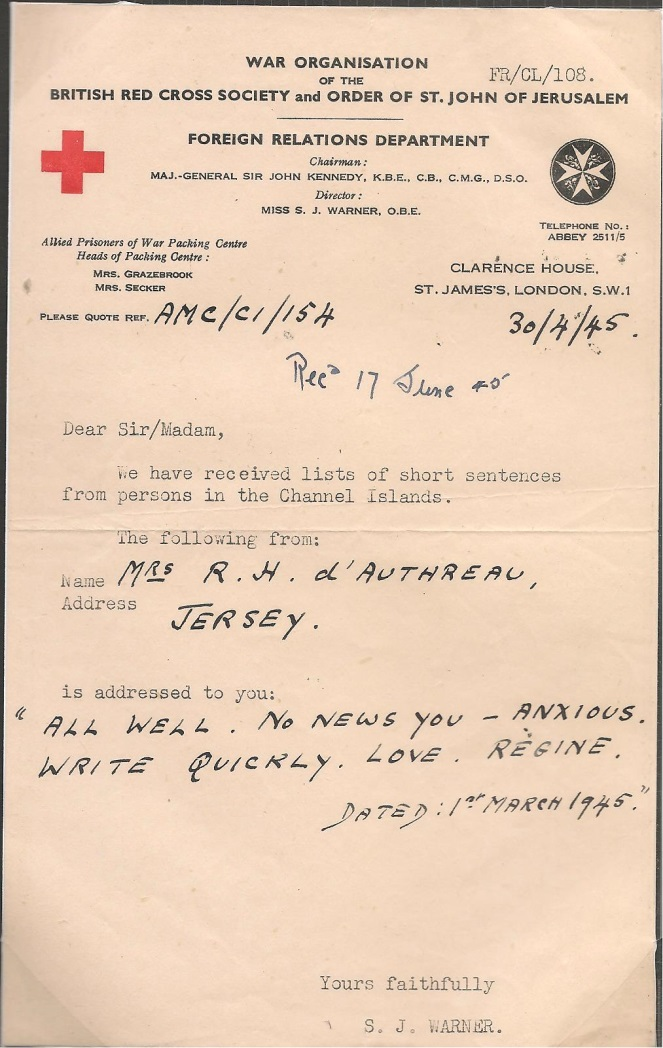 WAR ORGANISATION
FR/CL/108.
OF THE
BRITISH RED CROSS SOCIETY and ORDER OF ST. JOHN OF JERUSALEM
FOREIGN RELATIONS DEPARTMENT
Chairman:
MAJ.-GENERAL SIR JOHN KENNEDY, K.B.E., C.B., C.M.G., D.S.O.
Director:
MISS S. J. WARNER, O.B.E.
TELEPHONE No.:
ABBEY 2511/5
Allied Prisoners of War Packing Centre
Heads of Packing Centre:
MRS. GRAZEBROOK
MRS. SECKER
CLARENCE HOUSE,
ST. JAMES'S, LONDON, S.W.1
PLEASE QUOTE REF. AMC/CI/154
30/4/45.
Recd 17 June 45
Dear Sir/Madam,
We have received lists of short sentences
from persons in the Channel Islands.
The following from:
Name MRS R. H. d'AUTHREAU,
Address
JERSEY.
is addressed to you:
"ALL WELL. NO NEWS YOU - ANXIOUS.
WRITE QUICKLY. LOVE. REGINE.
DATED: 1st MARCH 1945."
Yours faithfully
S. J. WARNER.